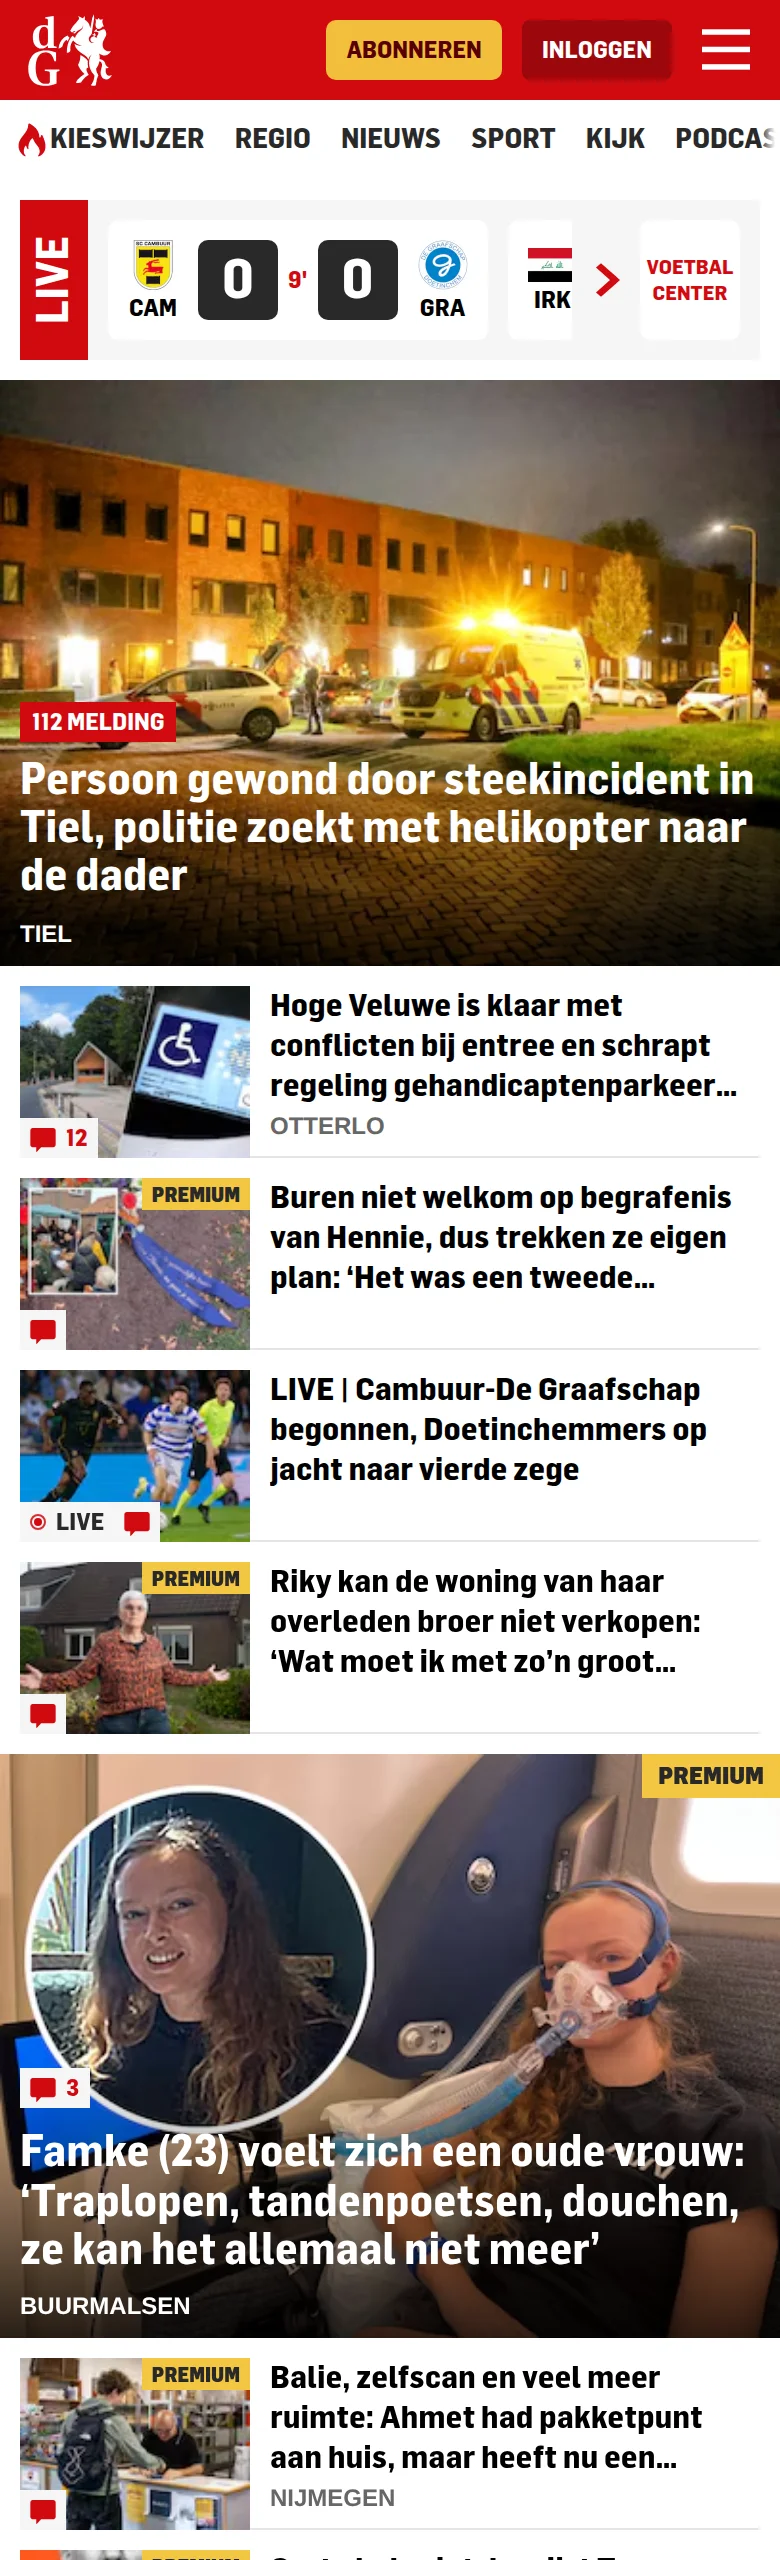 dG
ABONNEREN
INLOGGEN
KIESWIJZER REGIO NIEUWS SPORT KIJK PODCAS
LIVE
SC CAMBUUR
CAM
0
9'
0
GRA
IRK
VOETBAL
CENTER
112 MELDING
Persoon gewond door steekincident in
Tiel, politie zoekt met helikopter naar
de dader
TIEL
12
Hoge Veluwe is klaar met
conflicten bij entree en schrapt
regeling gehandicaptenparkeer...
OTTERLO
PREMIUM
Buren niet welkom op begrafenis
van Hennie, dus trekken ze eigen
plan: ‘Het was een tweede...
LIVE
LIVE | Cambuur-De Graafschap
begonnen, Doetinchemmers op
jacht naar vierde zege
PREMIUM
Riky kan de woning van haar
overleden broer niet verkopen:
‘Wat moet ik met zo’n groot...
PREMIUM
3
Famke (23) voelt zich een oude vrouw:
‘Traplopen, tandenpoetsen, douchen,
ze kan het allemaal niet meer’
BUURMALSEN
PREMIUM
Balie, zelfscan en veel meer
ruimte: Ahmet had pakketpunt
aan huis, maar heeft nu een...
NIJMEGEN
PREMIUM